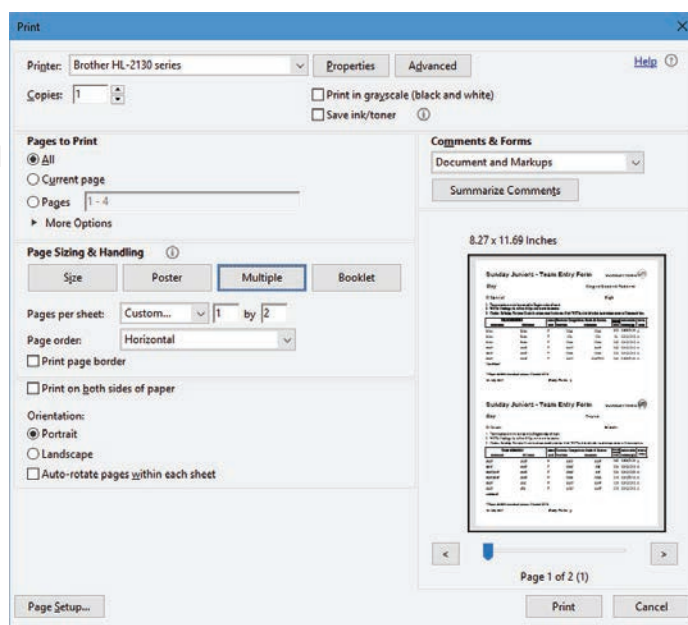 Print
Printer: Brother HL-2130 series Properties Advanced Help
Copies: 1 Print in grayscale (black and white)
Save ink/toner
Pages to Print
All
Current page
Pages 1 - 4
More Options
Comments & Forms
Document and Markups
Summarize Comments
Page Sizing & Handling
Size Poster Multiple Booklet
Pages per sheet: Custom... 1 by 2
Page order: Horizontal
Print page border
Print on both sides of paper
Orientation:
Portrait
Landscape
Auto-rotate pages within each sheet
8.27 x 11.69 Inches
Sunday Juniors - Team Entry Form
Sunday Juniors - Team Entry Form
< >
Page 1 of 2 (1)
Page Setup... Print Cancel